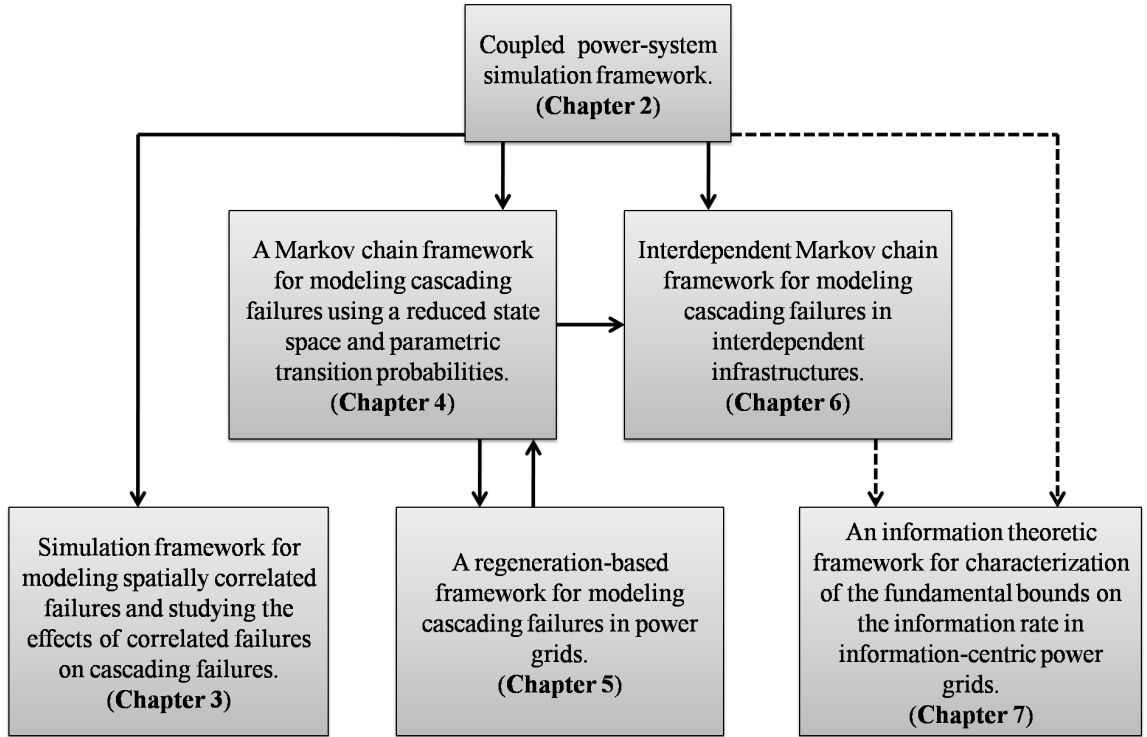 Coupled power-system
simulation framework.
(Chapter 2)
A Markov chain framework
for modeling cascading
failures using a reduced state
space and parametric
transition probabilities.
(Chapter 4)
Interdependent Markov chain
framework for modeling
cascading failures in
interdependent
infrastructures.
(Chapter 6)
Simulation framework for
modeling spatially correlated
failures and studying the
effects of correlated failures
on cascading failures.
(Chapter 3)
A regeneration-based
framework for modeling
cascading failures in power
grids.
(Chapter 5)
An information theoretic
framework for characterization
of the fundamental bounds on
the information rate in
information-centric power
grids.
(Chapter 7)